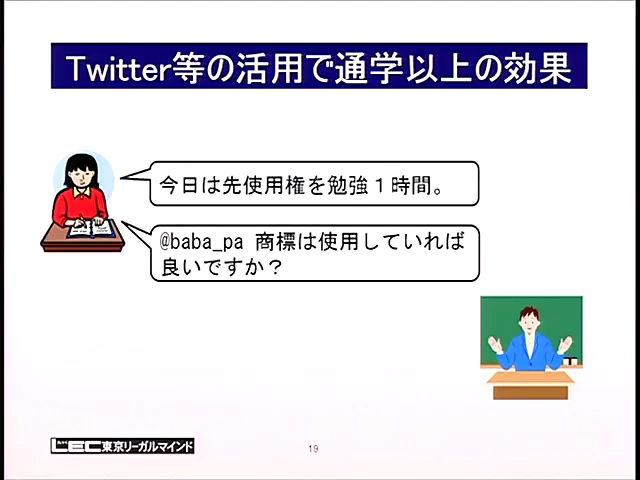 Twitter等の活用で通学以上の効果
今日は先使用権を勉強１時間。
@baba_pa 商標は使用していれば
良いですか？
LEC東京リーガルマインド
19